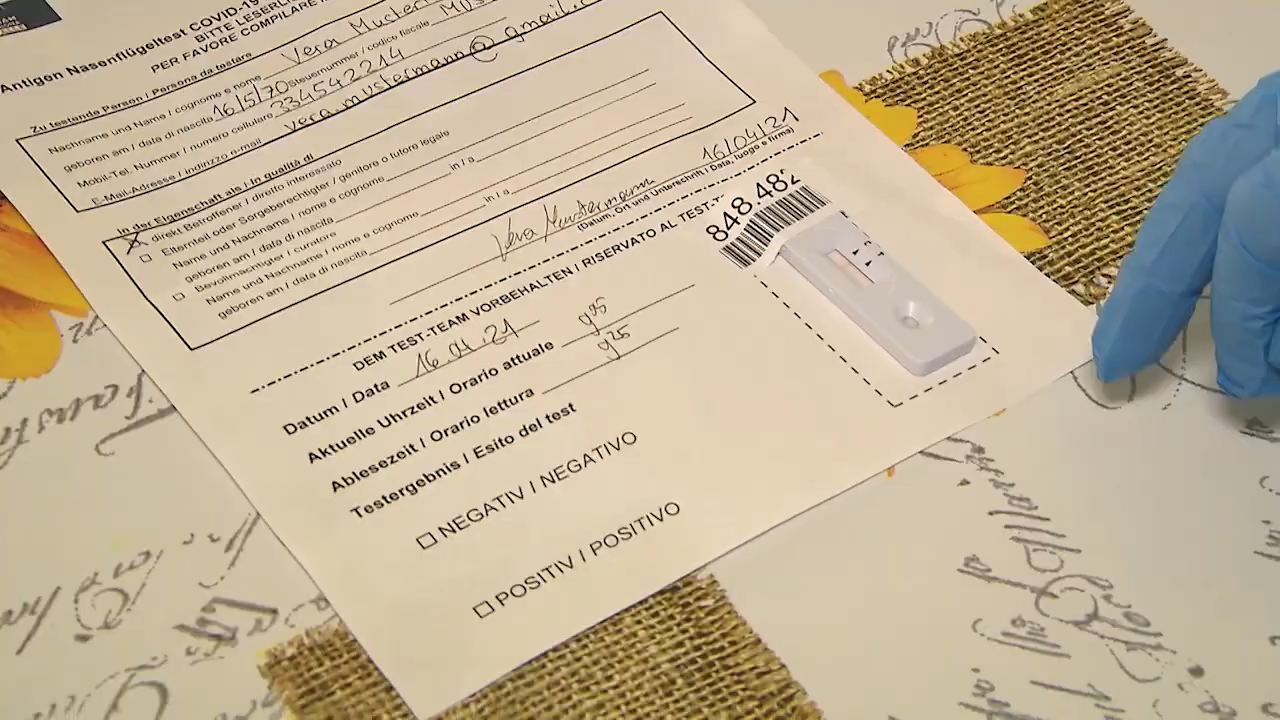 Antigen Nasenflügeltest COVID-19
BITTE LESERLI
PER FAVORE COMPILARE
Zu testende Person / Persona da testare
Nachname und Name / cognome e nome Vera Muster
geboren am / data di nascita 16/5/70 Steuernummer / codice fiscale MUS
Mobil-Tel. Nummer / numero cellulare 334542214
E-Mail-Adresse / indirizzo e-mail vera.mustermann@gmail.c
In der Eigenschaft als / In qualità di
direkt Betroffener / diretto interessato
Elternteil oder Sorgeberechtigter / genitore o tutore legale
Name und Nachname / nome e cognome
geboren am / data di nascita in / a
Bevollmächtiger / curatore
Name und Nachname / nome e cognome
geboren am / data di nascita in / a
Vera Mustermann 16/04/21
(Datum, Ort und Unterschrift / Data, luogo e firma)
DEM TEST-TEAM VORBEHALTEN / RISERVATO AL TEST-T
848.482
Datum / Data 16.04.21
Aktuelle Uhrzeit / Orario attuale 9:05
Ablesezeit / Orario lettura 9:25
Testergebnis / Esito del test
NEGATIV / NEGATIVO
POSITIV / POSITIVO